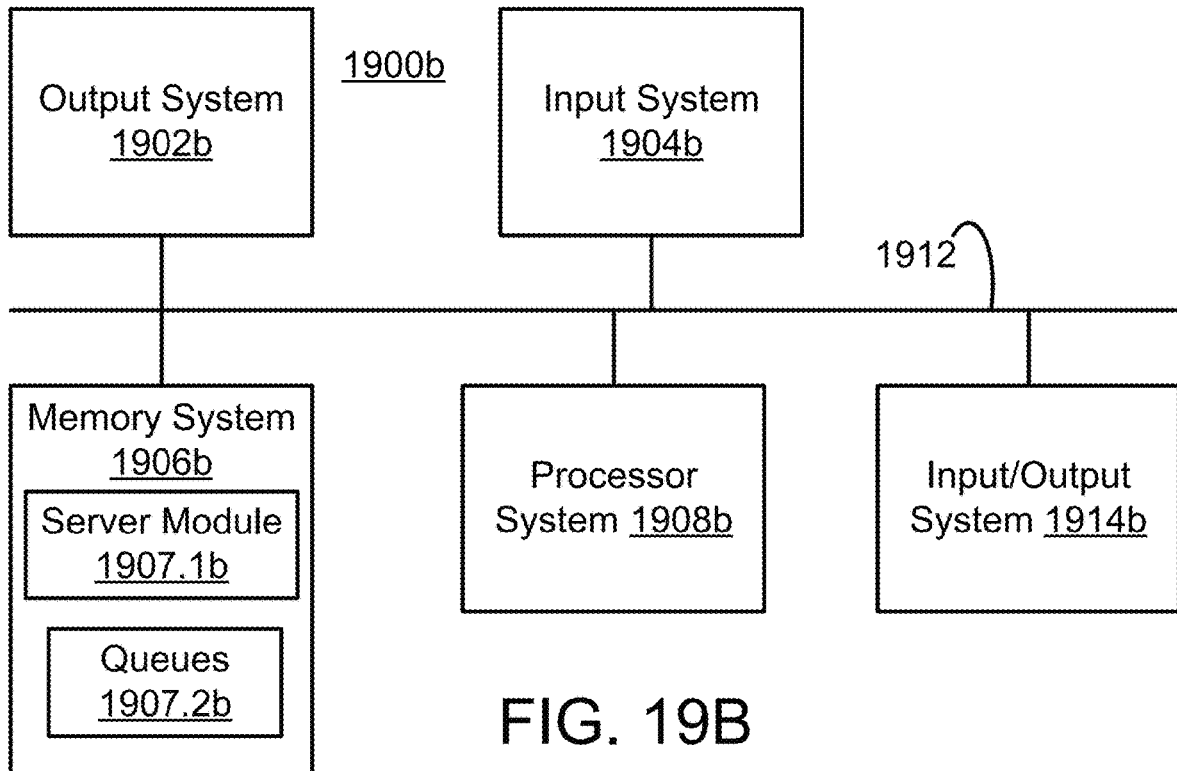 1900b
Output System
1902b
Input System
1904b
1912
Memory System
1906b
Server Module
1907.1b
Queues
1907.2b
Processor
System 1908b
Input/Output
System 1914b
FIG. 19B